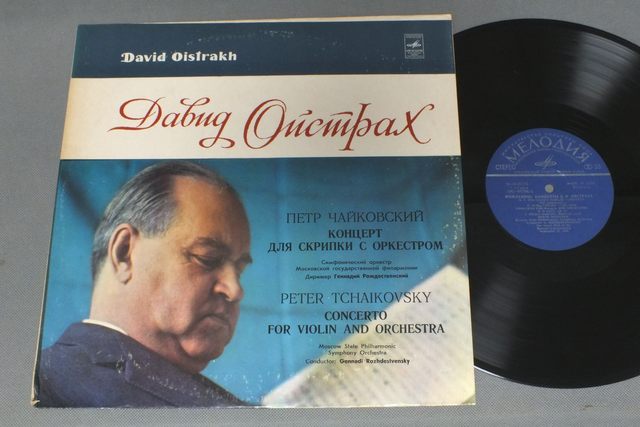 David Oistrakh
Давид Ойстрах
ПЕТР ЧАЙКОВСКИЙ
КОНЦЕРТ
ДЛЯ СКРИПКИ С ОРКЕСТРОМ
Симфонический оркестр
Московской государственной филармонии
Дирижер Геннадий Рождественский
PETER TCHAIKOVSKY
CONCERTO
FOR VIOLIN AND ORCHESTRA
Moscow State Philharmonic
Symphony Orchestra
Conductor: Gennadi Rozhdestvensky
МЕЛОДИЯ
СТЕРЕО
33